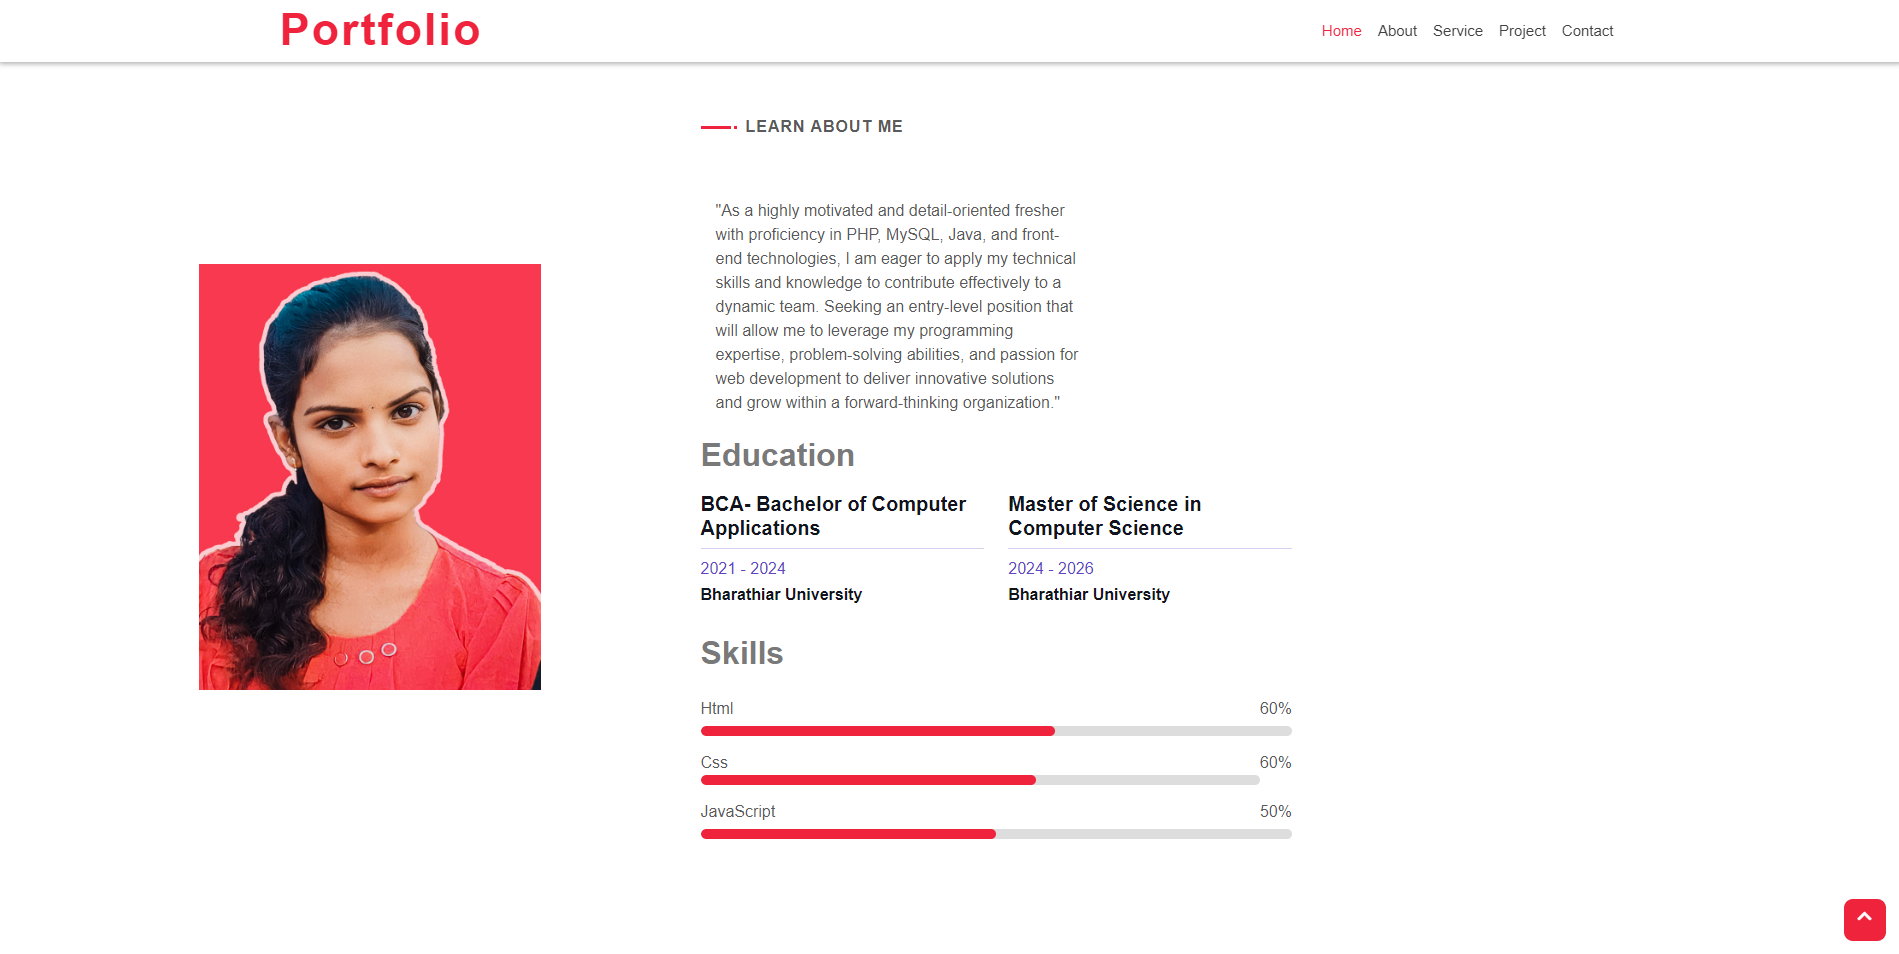 Portfolio
Home About Service Project Contact
LEARN ABOUT ME
"As a highly motivated and detail-oriented fresher
with proficiency in PHP, MySQL, Java, and front-
end technologies, I am eager to apply my technical
skills and knowledge to contribute effectively to a
dynamic team. Seeking an entry-level position that
will allow me to leverage my programming
expertise, problem-solving abilities, and passion for
web development to deliver innovative solutions
and grow within a forward-thinking organization."
Education
BCA- Bachelor of Computer
Applications
2021 - 2024
Bharathiar University
Master of Science in
Computer Science
2024 - 2026
Bharathiar University
Skills
Html 60%
Css 60%
JavaScript 50%